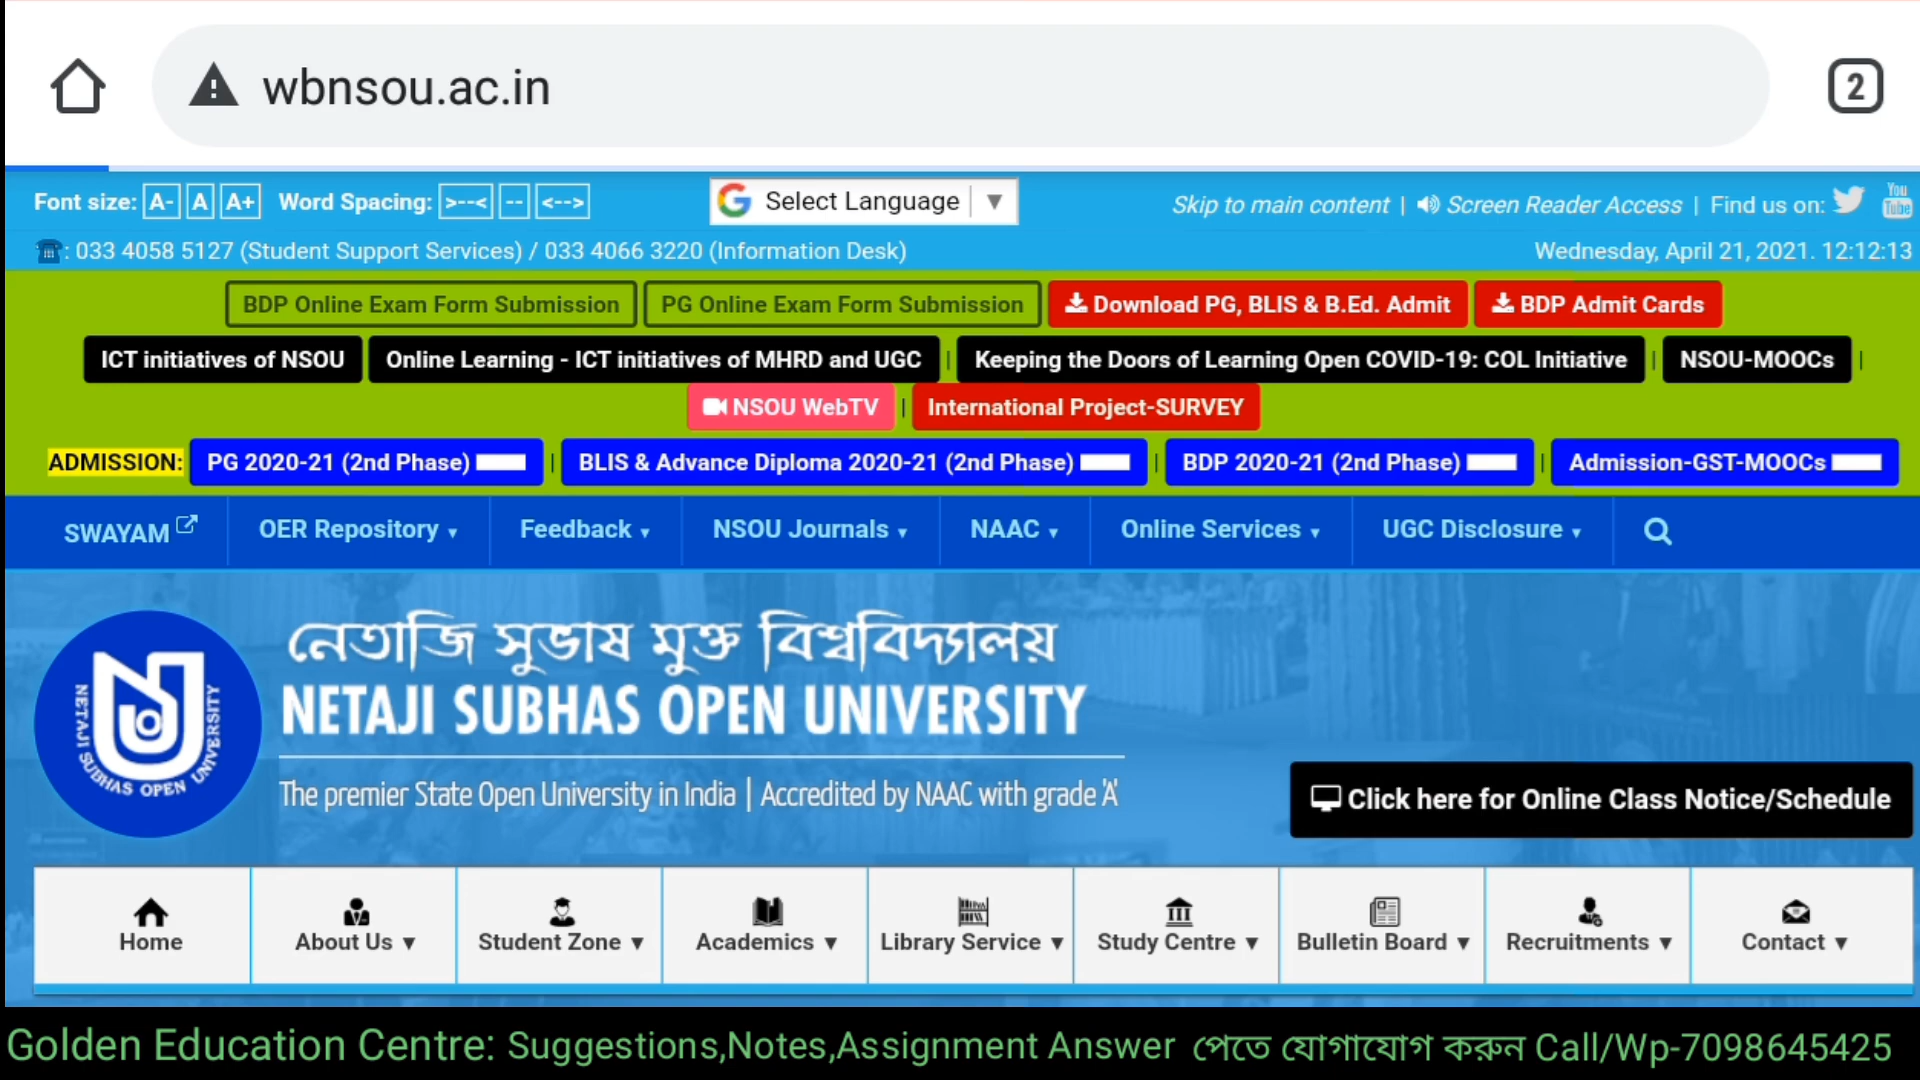 wbnsou.ac.in
2
Font size: A- A A+ Word Spacing: >--< -- <--> Select Language ▼ Skip to main content | Screen Reader Access | Find us on: You Tube
: 033 4058 5127 (Student Support Services) / 033 4066 3220 (Information Desk) Wednesday, April 21, 2021. 12:12:13
BDP Online Exam Form Submission PG Online Exam Form Submission Download PG, BLIS & B.Ed. Admit BDP Admit Cards
ICT initiatives of NSOU Online Learning - ICT initiatives of MHRD and UGC | Keeping the Doors of Learning Open COVID-19: COL Initiative | NSOU-MOOCs |
NSOU WebTV | International Project-SURVEY
ADMISSION: PG 2020-21 (2nd Phase) | BLIS & Advance Diploma 2020-21 (2nd Phase) | BDP 2020-21 (2nd Phase) | Admission-GST-MOOCs
SWAYAM OER Repository ▾ Feedback ▾ NSOU Journals ▾ NAAC ▾ Online Services ▾ UGC Disclosure ▾
নেতাজি সুভাষ মুক্ত বিশ্ববিদ্যালয়
NETAJI SUBHAS OPEN UNIVERSITY
NETAJI SUBHAS OPEN UNIVERSITY
The premier State Open University in India | Accredited by NAAC with grade 'A'
Click here for Online Class Notice/Schedule
Home About Us ▼ Student Zone ▼ Academics ▼ Library Service ▼ Study Centre ▼ Bulletin Board ▼ Recruitments ▼ Contact ▼
Golden Education Centre: Suggestions,Notes,Assignment Answer পেতে যোগাযোগ করুন Call/Wp-7098645425